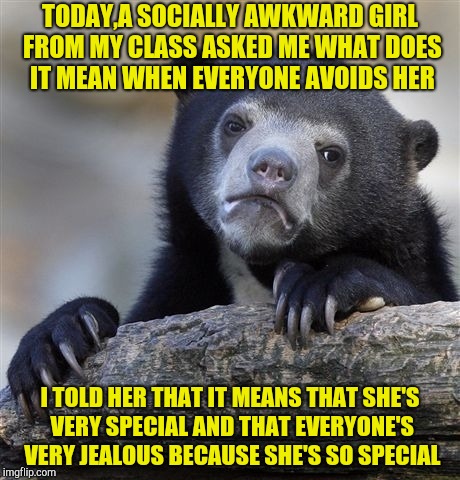 TODAY,A SOCIALLY AWKWARD GIRL
FROM MY CLASS ASKED ME WHAT DOES
IT MEAN WHEN EVERYONE AVOIDS HER
I TOLD HER THAT IT MEANS THAT SHE'S
VERY SPECIAL AND THAT EVERYONE'S
VERY JEALOUS BECAUSE SHE'S SO SPECIAL
imgflip.com